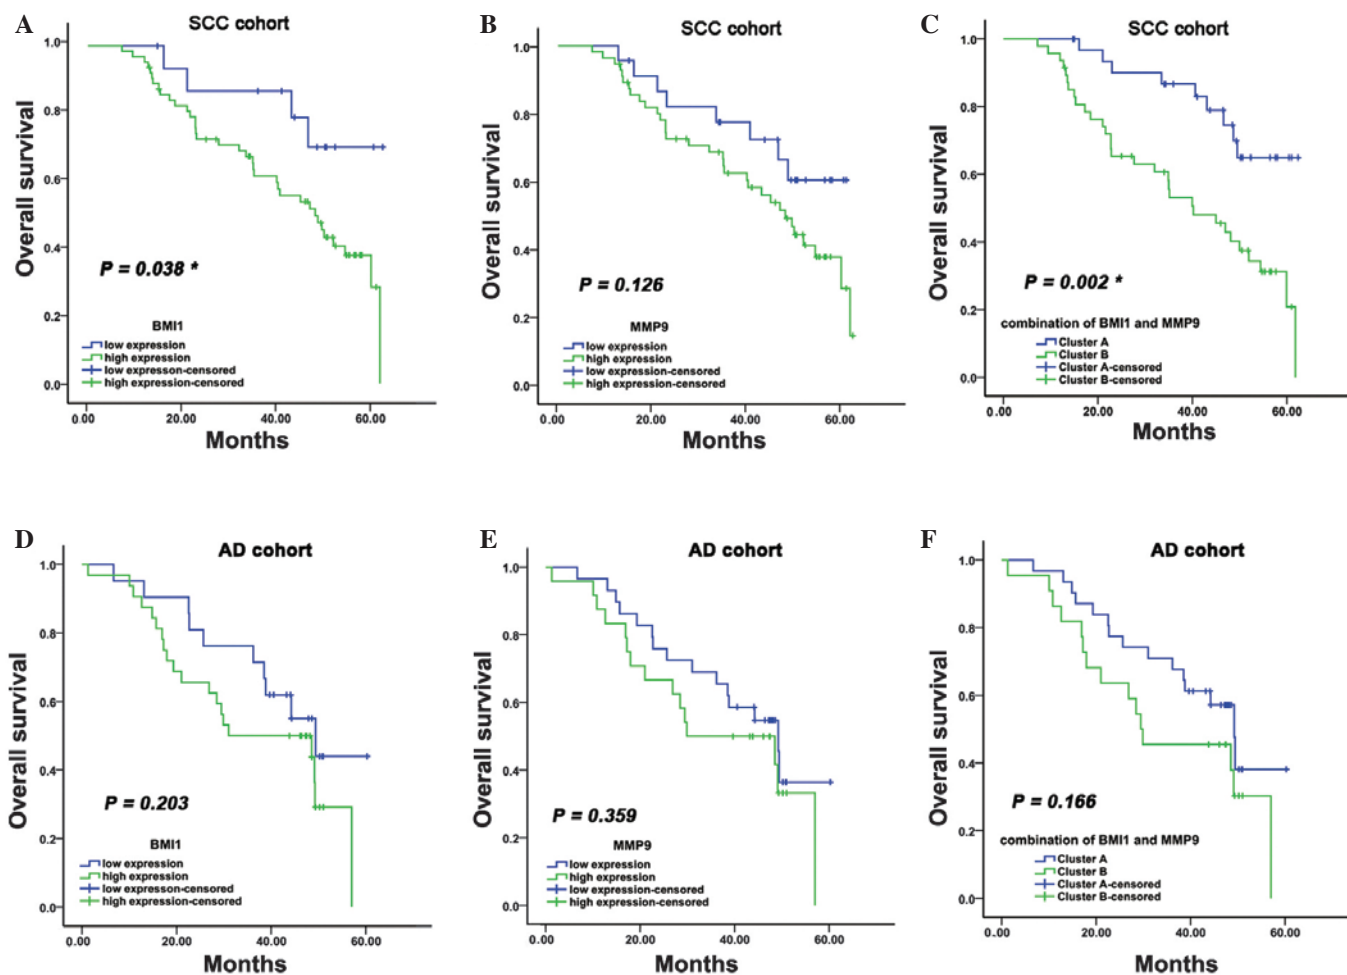 A
SCC cohort
1.0
0.8
0.6
0.4
0.2
0.0
Overall survival
P = 0.038 *
BMI1
low expression
high expression
low expresson-censored
high expression-censored
0.00 20.00 40.00 60.00
Months
B
SCC cohort
1.0
0.8
0.6
0.4
0.2
0.0
Overall survival
P = 0.126
MMP9
low expression
high expression
low expression-censored
high expression-censored
0.00 20.00 40.00 60.00
Months
C
SCC cohort
1.0
0.8
0.6
0.4
0.2
0.0
Overall survival
P = 0.002 *
combination of BMI1 and MMP9
Cluster A
Cluster B
Cluster A-censored
Cluster B-censored
0.00 20.00 40.00 60.00
Months
D
AD cohort
1.0
0.8
0.6
0.4
0.2
0.0
Overall survival
P = 0.203
BMI1
low expression
high expression
low expresson-censored
high expression-censored
0.00 20.00 40.00 60.00
Months
E
AD cohort
1.0
0.8
0.6
0.4
0.2
0.0
Overall survival
P = 0.359
MMP9
low expression
high expression
low expression-censored
high expression-censored
0.00 20.00 40.00 60.00
Months
F
AD cohort
1.0
0.8
0.6
0.4
0.2
0.0
Overall survival
P = 0.166
combination of BMI1 and MMP9
Cluster A
Cluster B
Cluster A-censored
Cluster B-censored
0.00 20.00 40.00 60.00
Months